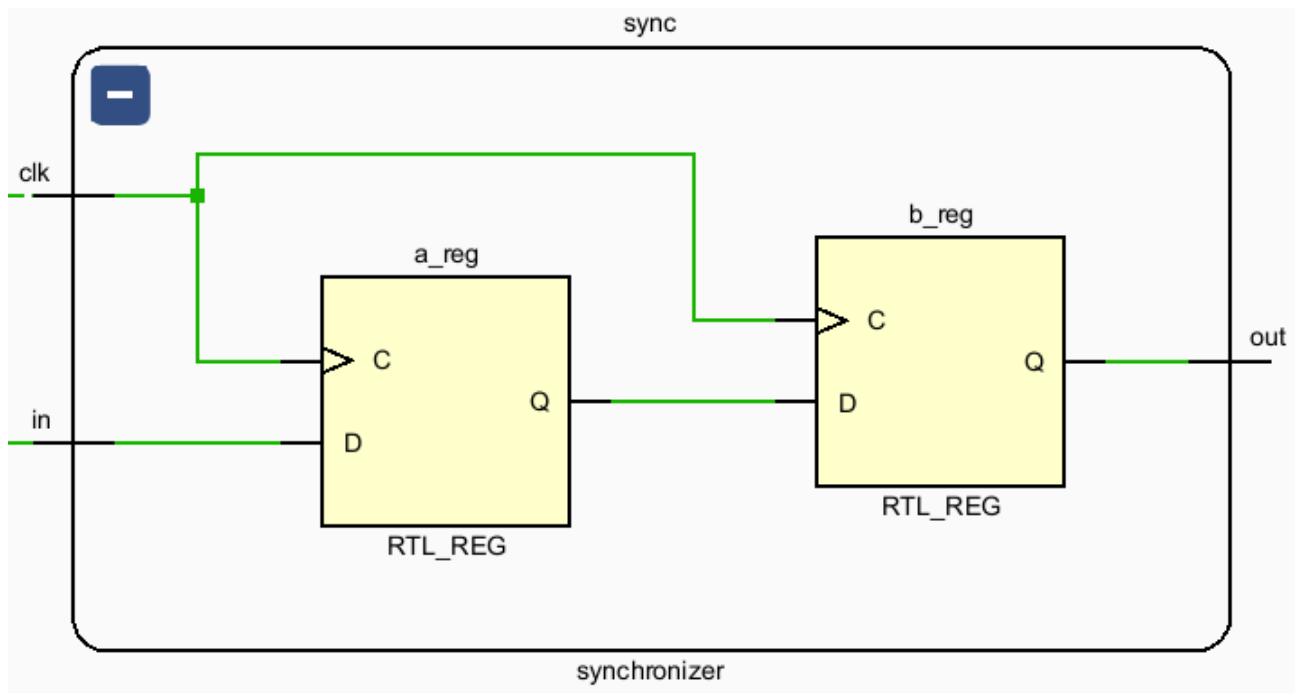 sync
clk
b_reg
a_reg
C
out
C
Q
Q
D
in
D
RTL_REG
RTL_REG
synchronizer